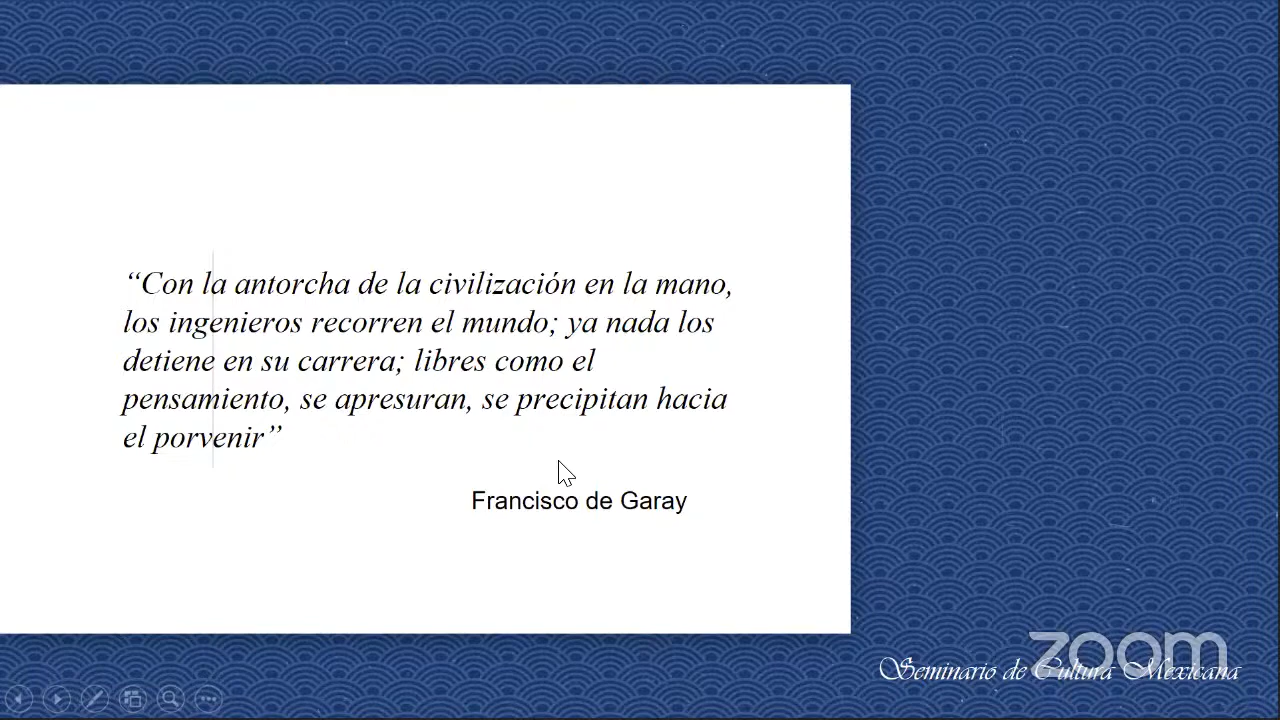 “Con la antorcha de la civilización en la mano,
los ingenieros recorren el mundo; ya nada los
detiene en su carrera; libres como el
pensamiento, se apresuran, se precipitan hacia
el porvenir”
Francisco de Garay
zoom
Seminario de Cultura Mexicana